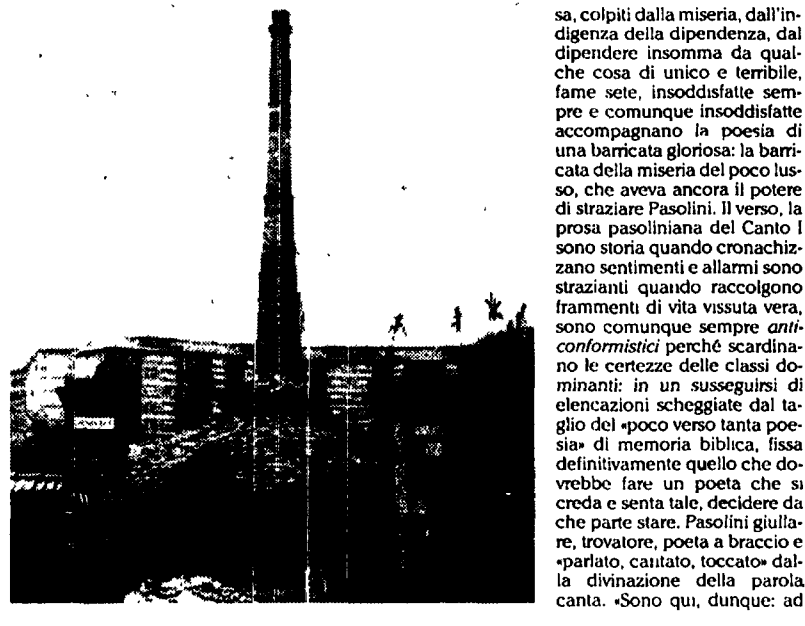 sa, colpiti dalla miseria, dall'in-
digenza della dipendenza, dal
dipendere insomma da qual-
che cosa di unico e terribile,
fame sete, insoddisfatte sem-
pre e comunque insoddisfatte
accompagnano la poesia di
una barricata gloriosa: la barri-
cata della miseria del poco lus-
so, che aveva ancora il potere
di straziare Pasolini. Il verso, la
prosa pasoliniana del Canto I
sono storia quando cronachiz-
zano sentimenti e allarmi sono
strazianti quando raccolgono
frammenti di vita vissuta vera,
sono comunque sempre anti-
conformistici perché scardina-
no le certezze delle classi do-
minanti: in un susseguirsi di
elencazioni scheggiate dal ta-
glio del «poco verso tanta poe-
sia» di memoria biblica, fissa
definitivamente quello che do-
vrebbe fare un poeta che si
creda e senta tale, decidere da
che parte stare. Pasolini giulla-
re, trovatore, poeta a braccio e
«parlato, cantato, toccato» dal-
la divinazione della parola
canta. «Sono qui, dunque: ad